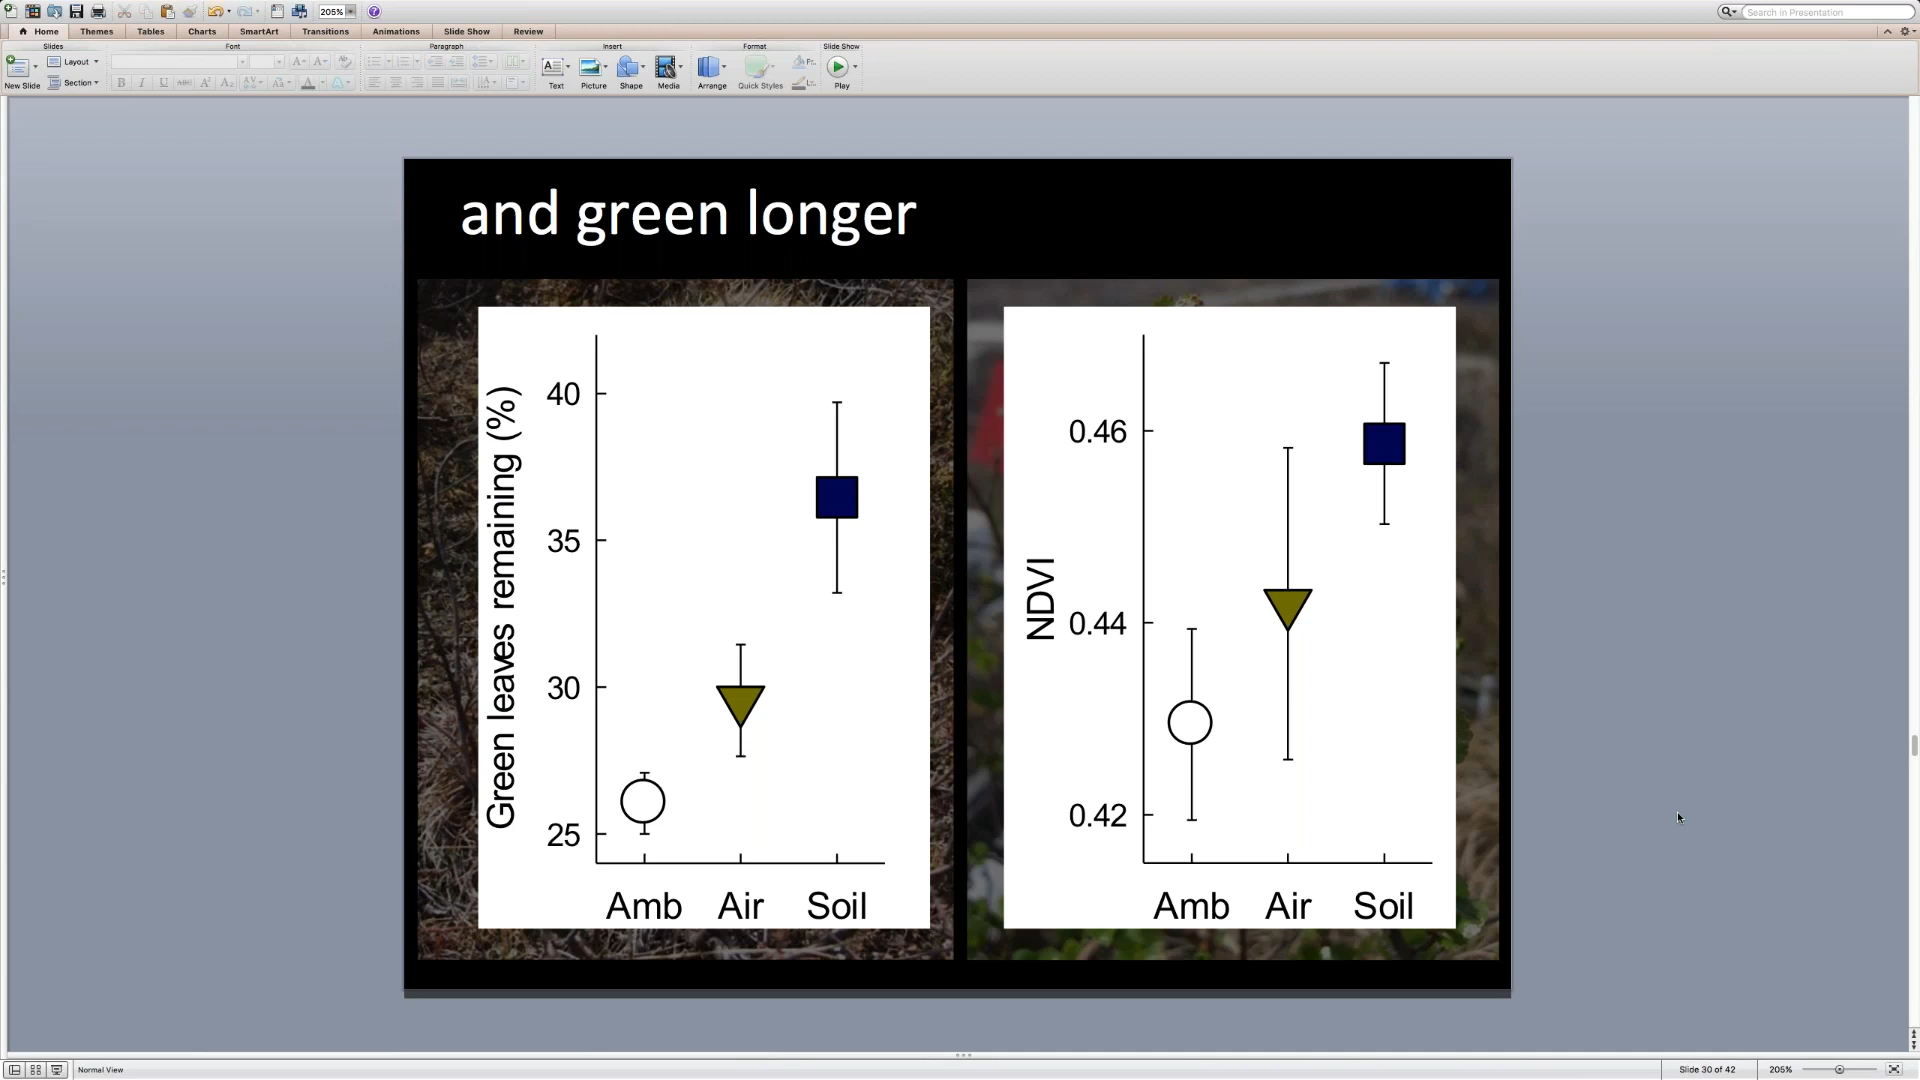 205%
Search in Presentation
Home Themes Tables Charts SmartArt Transitions Animations Slide Show Review
Slides Font Paragraph Insert Format Slide Show
Layout
New Slide Section
Text Picture Shape Media Arrange Quick Styles Play
and green longer
Green leaves remaining (%)
40
35
30
25
Amb Air Soil
NDVI
0.46
0.44
0.42
Amb Air Soil
Normal View
Slide 30 of 42
205%